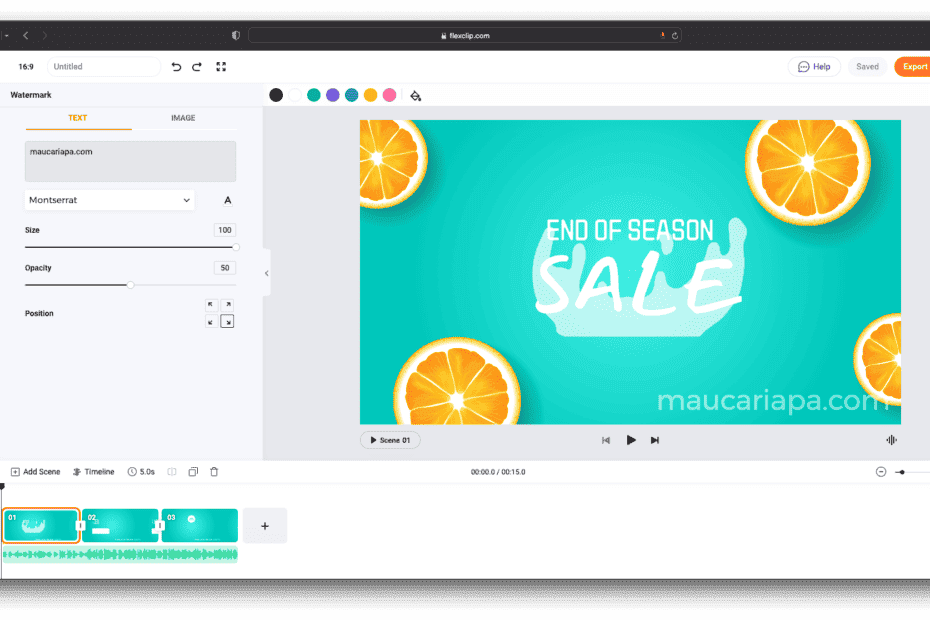 flexclip.com
16:9 Untitled Help Saved Export
Watermark
TEXT IMAGE
maucariapa.com
Montserrat A
Size 100
Opacity 50
Position
END OF SEASON
SALE
maucariapa.com
Scene 01
Add Scene Timeline 5.0s 00:00.0 / 00:15.0
01 02 03